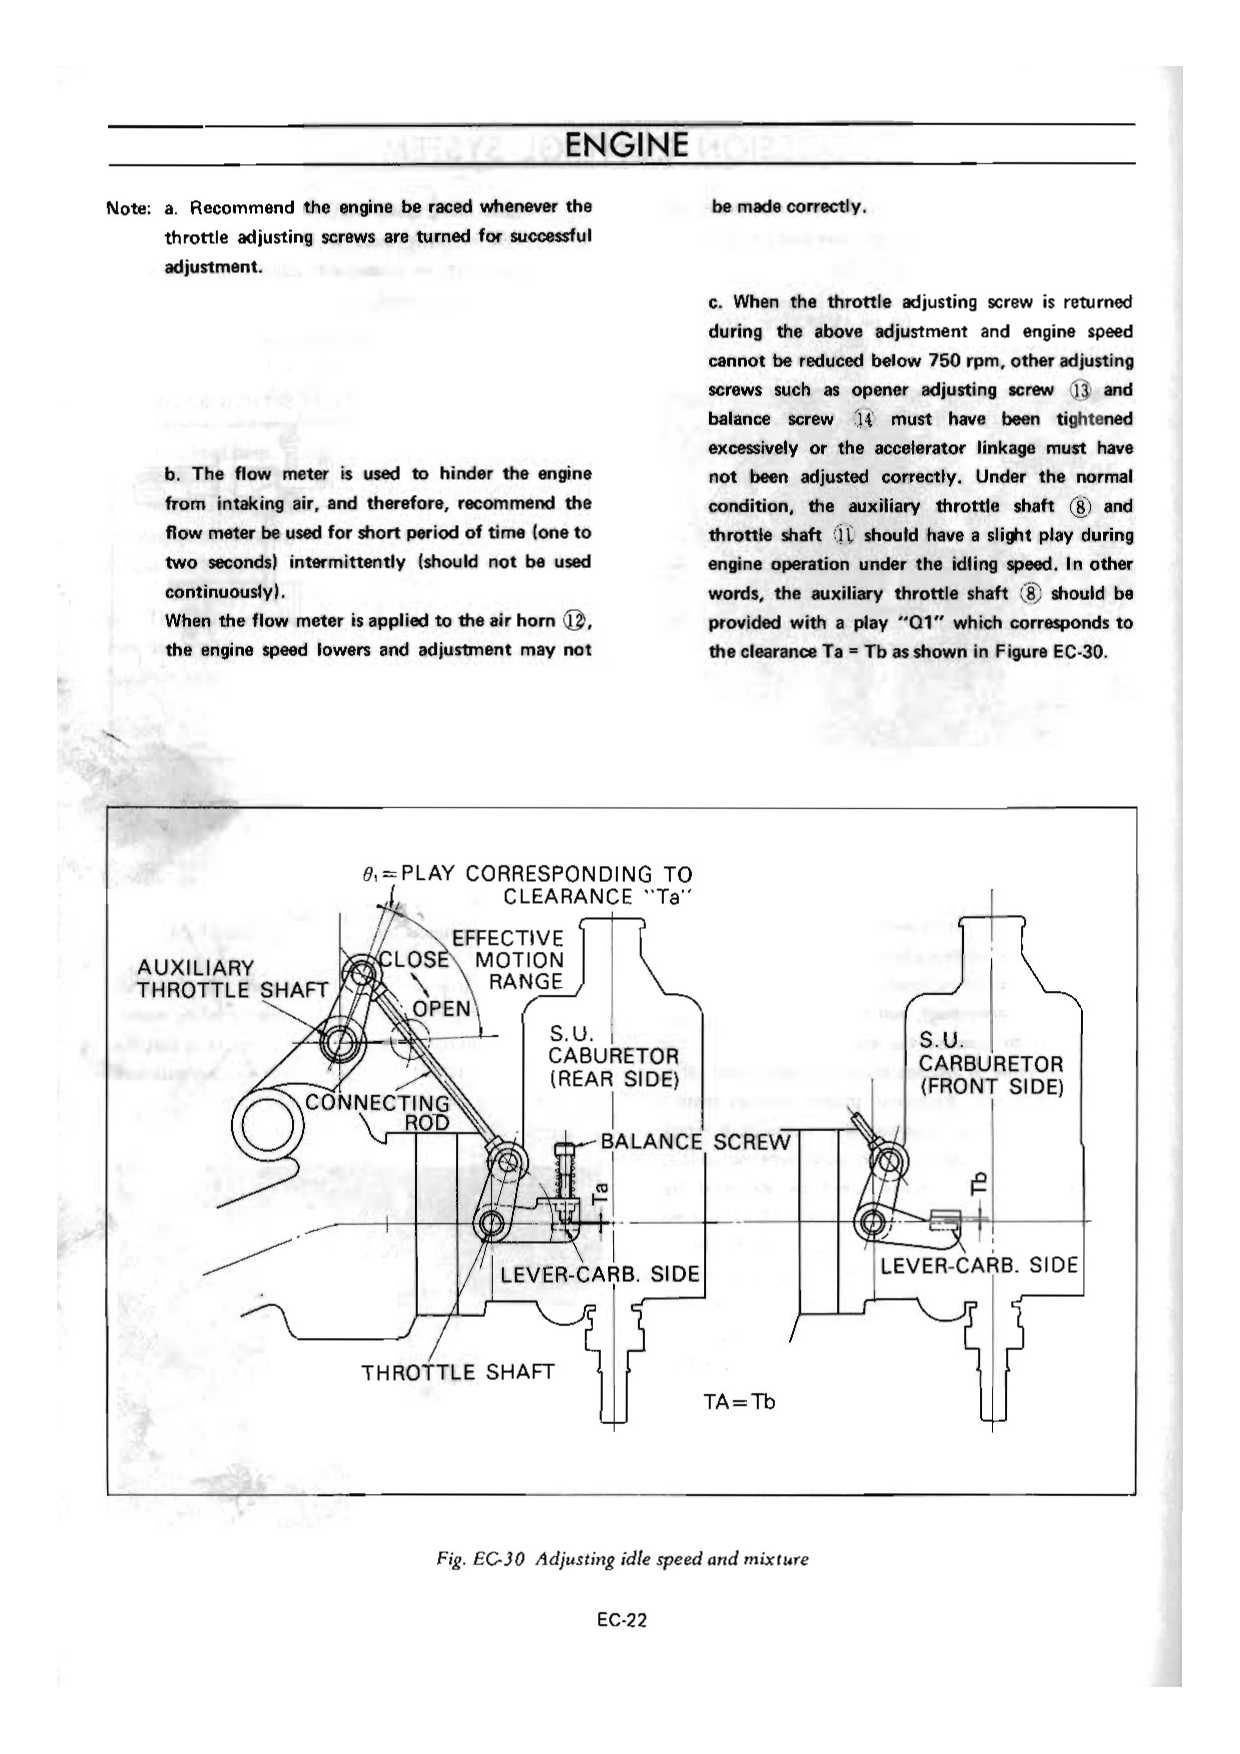 ENGINE
Note: a. Recommend the engine be raced whenever the
throttle adjusting screws are turned for successful
adjustment.
b. The flow meter is used to hinder the engine
from intaking air, and therefore, recommend the
flow meter be used for short period of time (one to
two seconds) intermittently (should not be used
continuously).
When the flow meter is applied to the air horn ⑫,
the engine speed lowers and adjustment may not
be made correctly.
c. When the throttle adjusting screw is returned
during the above adjustment and engine speed
cannot be reduced below 750 rpm, other adjusting
screws such as opener adjusting screw ⑬ and
balance screw ⑭ must have been tightened
excessively or the accelerator linkage must have
not been adjusted correctly. Under the normal
condition, the auxiliary throttle shaft ⑧ and
throttle shaft ⑪ should have a slight play during
engine operation under the idling speed. In other
words, the auxiliary throttle shaft ⑧ should be
provided with a play "Q1" which corresponds to
the clearance Ta = Tb as shown in Figure EC-30.
θ₁=PLAY CORRESPONDING TO
CLEARANCE "Ta"
EFFECTIVE
MOTION
RANGE
CLOSE
OPEN
AUXILIARY
THROTTLE SHAFT
S.U.
CABURETOR
(REAR SIDE)
S.U.
CARBURETOR
(FRONT SIDE)
CONNECTING
ROD
BALANCE SCREW
Ta
Tb
LEVER-CARB. SIDE
LEVER-CARB. SIDE
THROTTLE SHAFT
TA=Tb
Fig. EC-30 Adjusting idle speed and mixture
EC-22